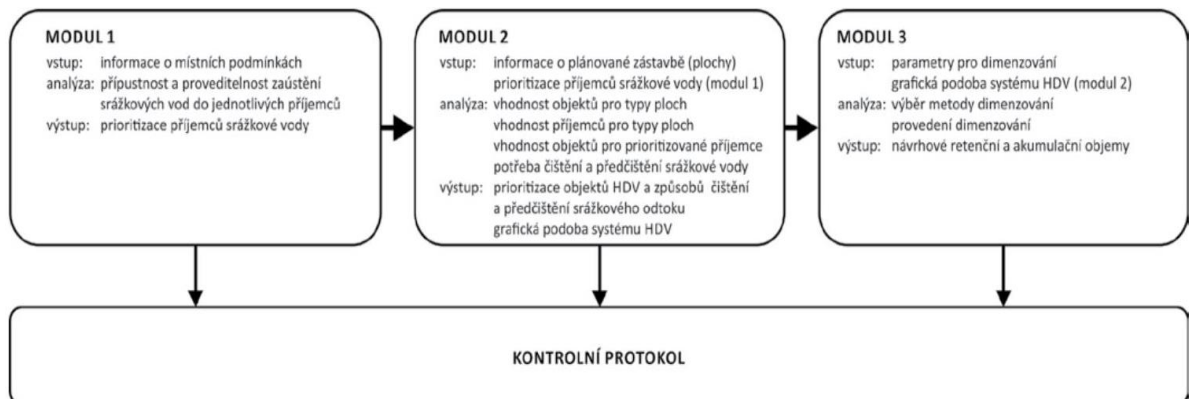 MODUL 1
vstup: informace o místních podmínkách
analýza: přípustnost a proveditelnost zaústění
srážkových vod do jednotlivých příjemců
výstup: prioritizace příjemců srážkové vody
MODUL 2
vstup: informace o plánované zástavbě (plochy)
prioritizace příjemců srážkové vody (modul 1)
analýza: vhodnost objektů pro typy ploch
vhodnost příjemců pro typy ploch
vhodnost objektů pro prioritizované příjemce
potřeba čištění a předčištění srážkové vody
výstup: prioritizace objektů HDV a způsobů čištění
a předčištění srážkového odtoku
grafická podoba systému HDV
MODUL 3
vstup: parametry pro dimenzování
grafická podoba systému HDV (modul 2)
analýza: výběr metody dimenzování
provedení dimenzování
výstup: návrhové retenční a akumulační objemy
KONTROLNÍ PROTOKOL